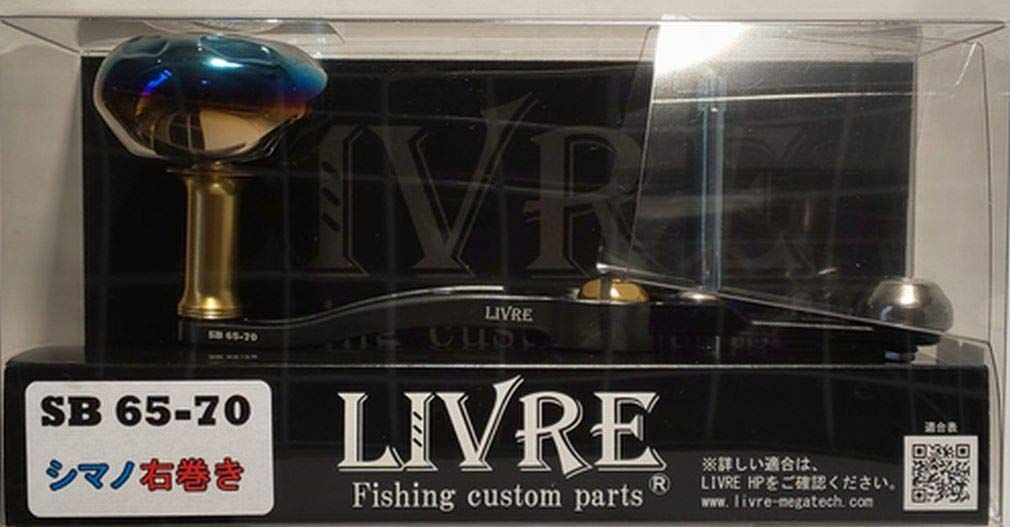 LIVRE
LIVRE
SB 65-70
SB 65-70
シマノ右巻き
LIVRE
Fishing custom parts®
適合表
※詳しい適合は、
LIVRE HPをご確認ください。
www.livre-megatech.com